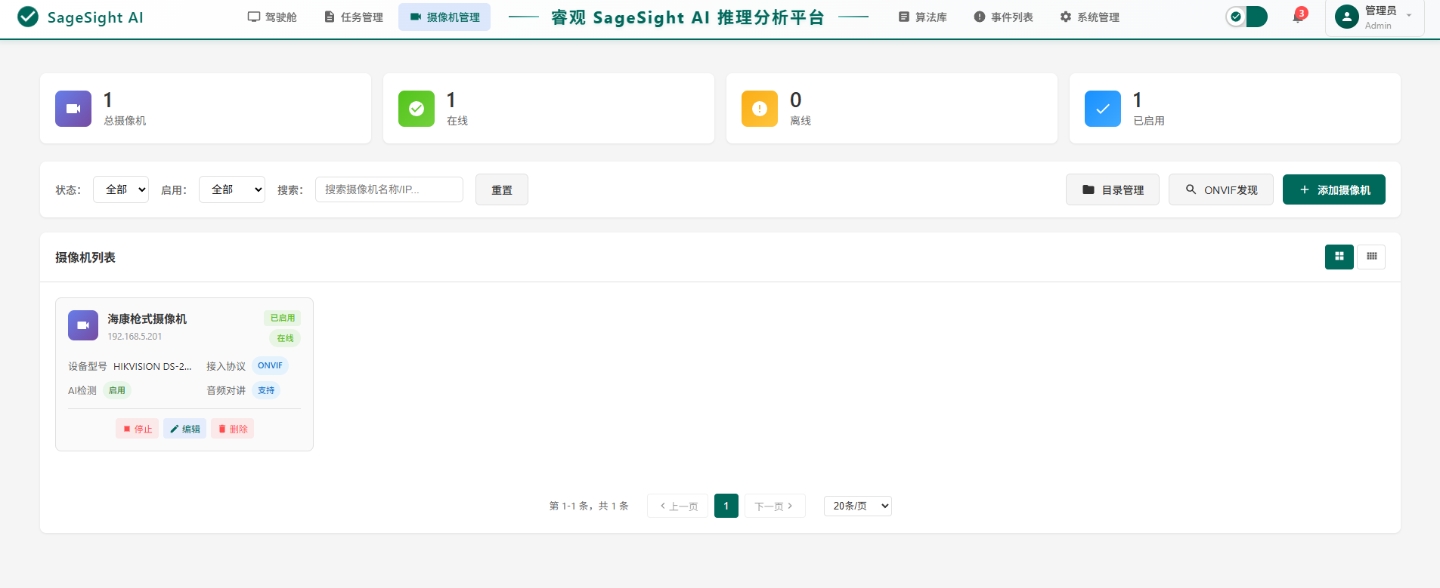 SageSight AI
驾驶舱
任务管理
摄像机管理
睿观 SageSight AI 推理分析平台
算法库
事件列表
系统管理
3
管理员
Admin
1
总摄像机
1
在线
0
离线
1
已启用
状态： 全部
启用： 全部
搜索： 搜索摄像机名称/IP...
重置
目录管理
ONVIF发现
添加摄像机
摄像机列表
海康枪式摄像机
已启用
192.168.5.201
在线
设备型号 HIKVISION DS-2... 接入协议 ONVIF
AI检测 启用 音频对讲 支持
停止 编辑 删除
第 1-1 条，共 1 条 上一页 1 下一页 20条/页